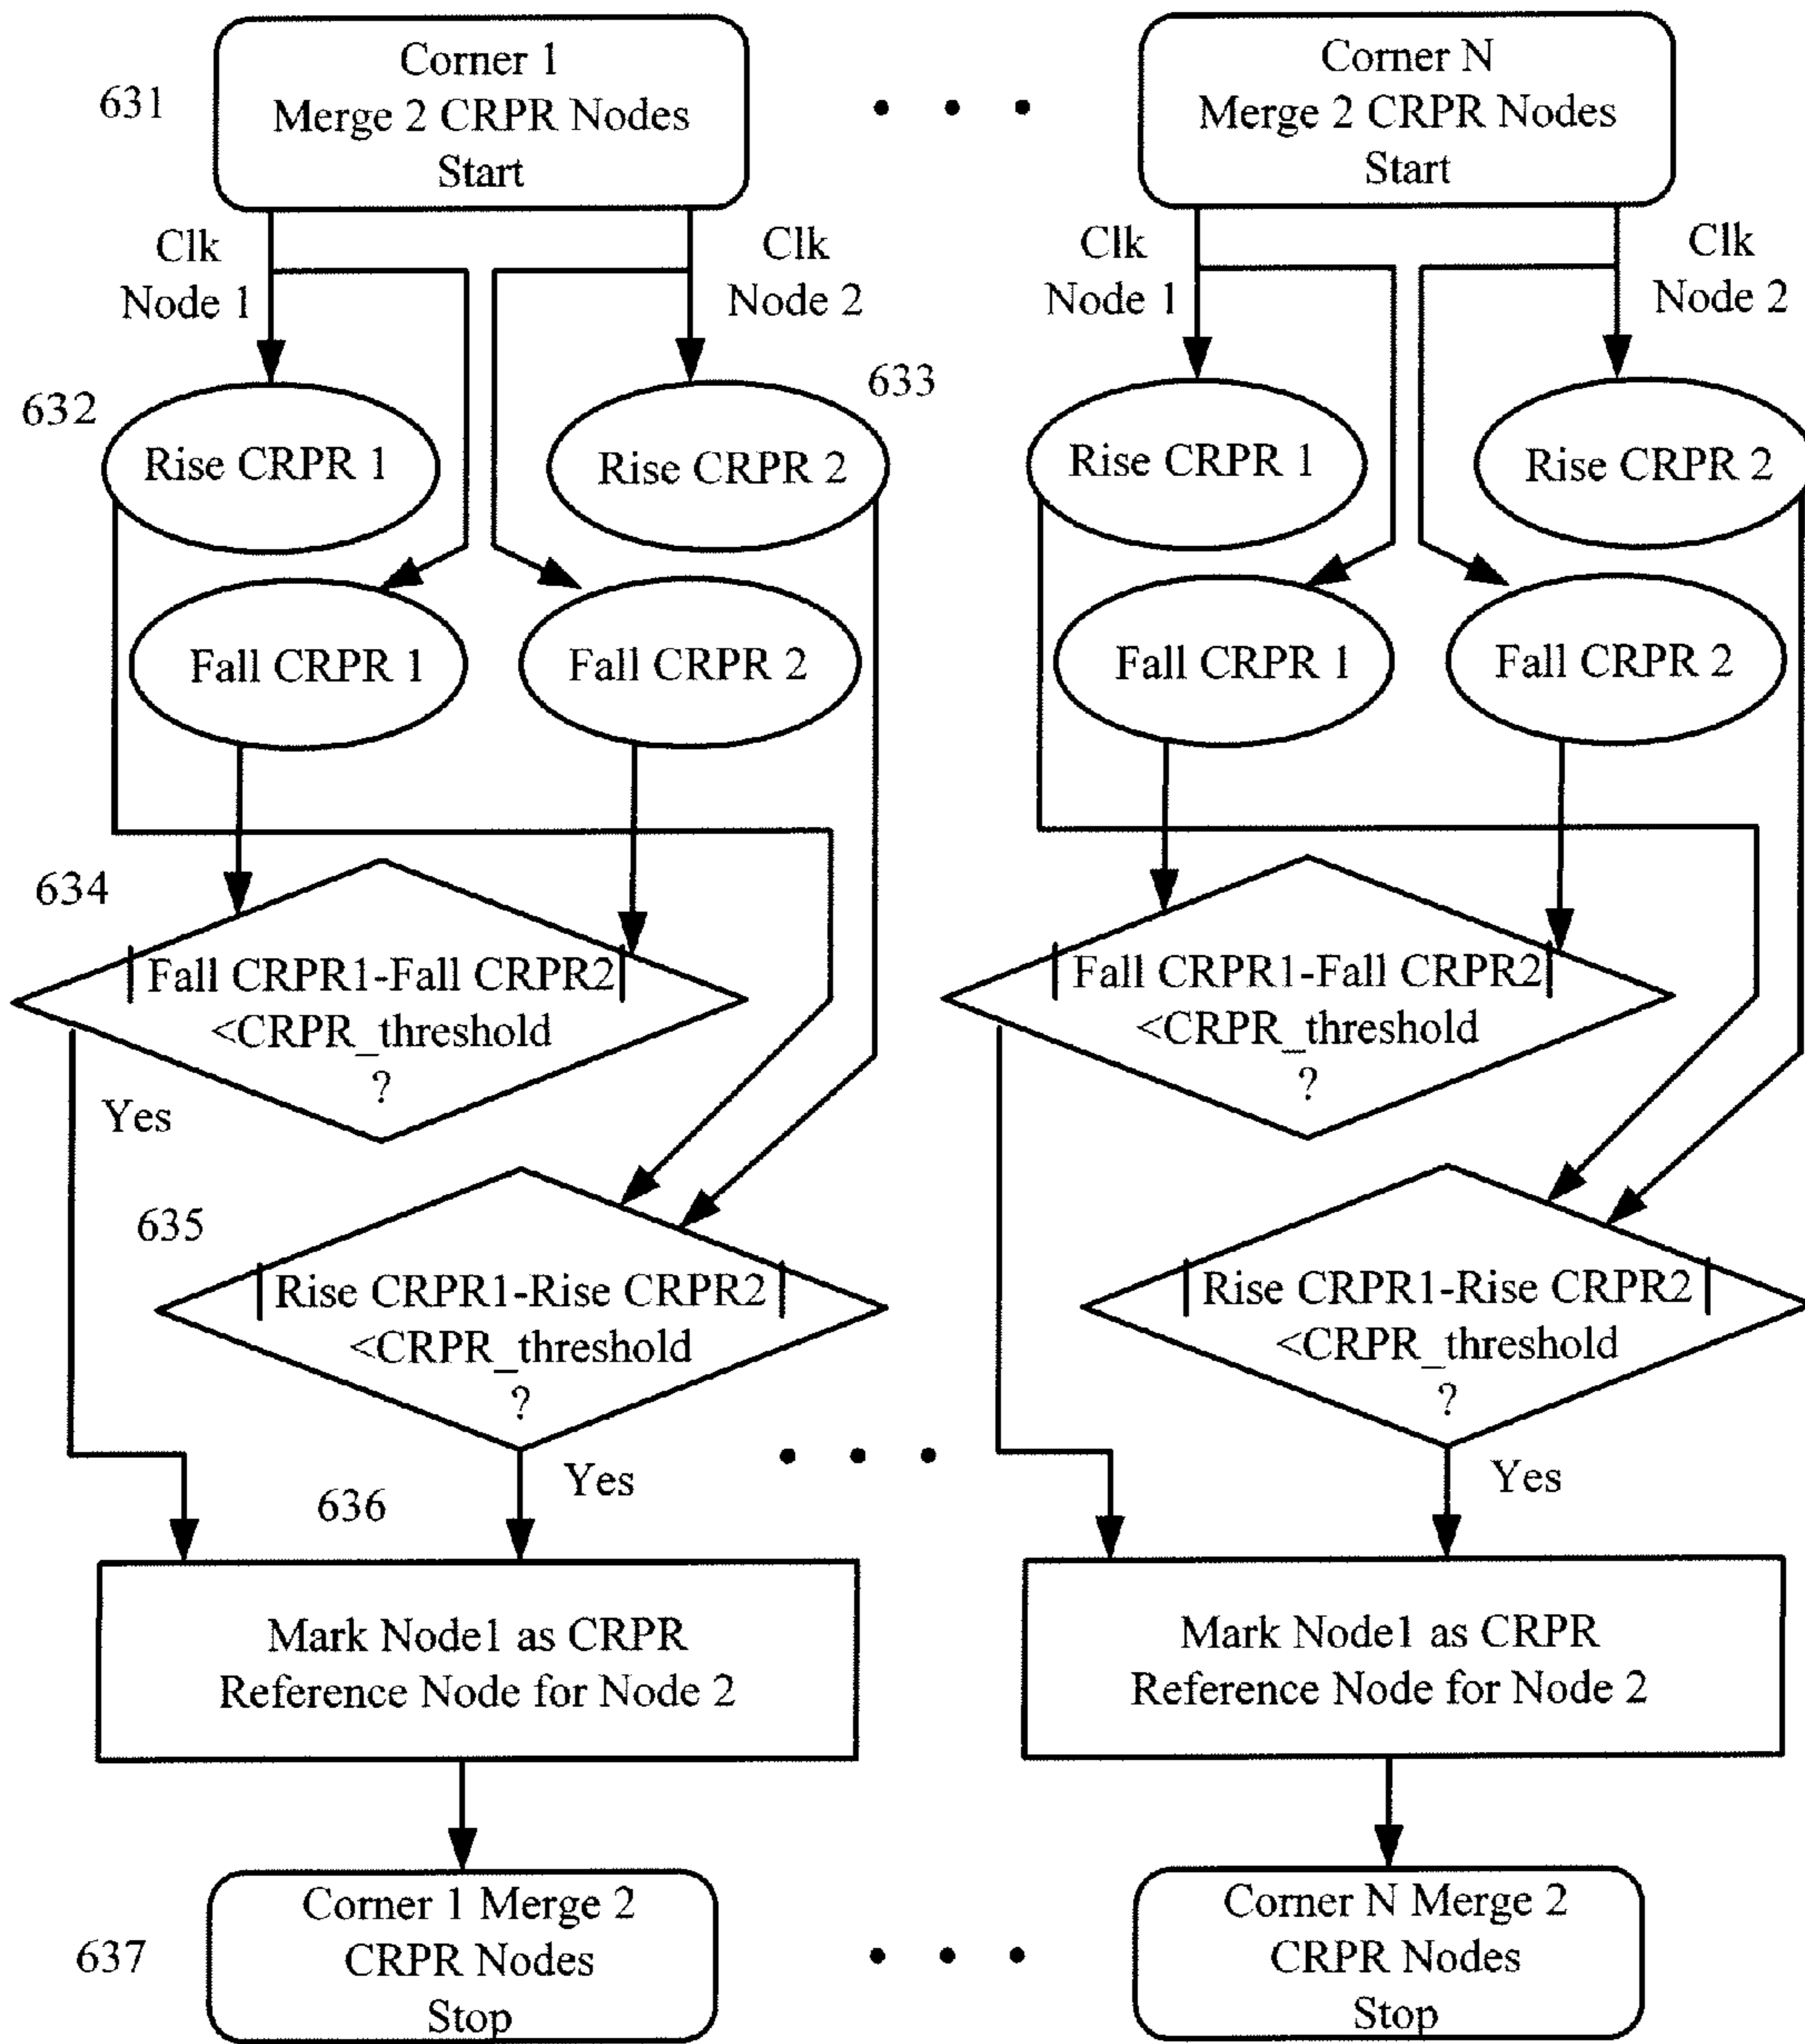 631
Corner 1
Merge 2 CRPR Nodes
Start
Corner N
Merge 2 CRPR Nodes
Start
Clk
Node 1
Clk
Node 2
Clk
Node 1
Clk
Node 2
632
633
Rise CRPR 1
Rise CRPR 2
Rise CRPR 1
Rise CRPR 2
Fall CRPR 1
Fall CRPR 2
Fall CRPR 1
Fall CRPR 2
634
| Fall CRPR1-Fall CRPR2 |
<CRPR_threshold
?
Yes
| Fall CRPR1-Fall CRPR2 |
<CRPR_threshold
?
635
| Rise CRPR1-Rise CRPR2 |
<CRPR_threshold
?
Yes
| Rise CRPR1-Rise CRPR2 |
<CRPR_threshold
?
Yes
636
Mark Node1 as CRPR
Reference Node for Node 2
Mark Node1 as CRPR
Reference Node for Node 2
637
Corner 1 Merge 2
CRPR Nodes
Stop
Corner N Merge 2
CRPR Nodes
Stop